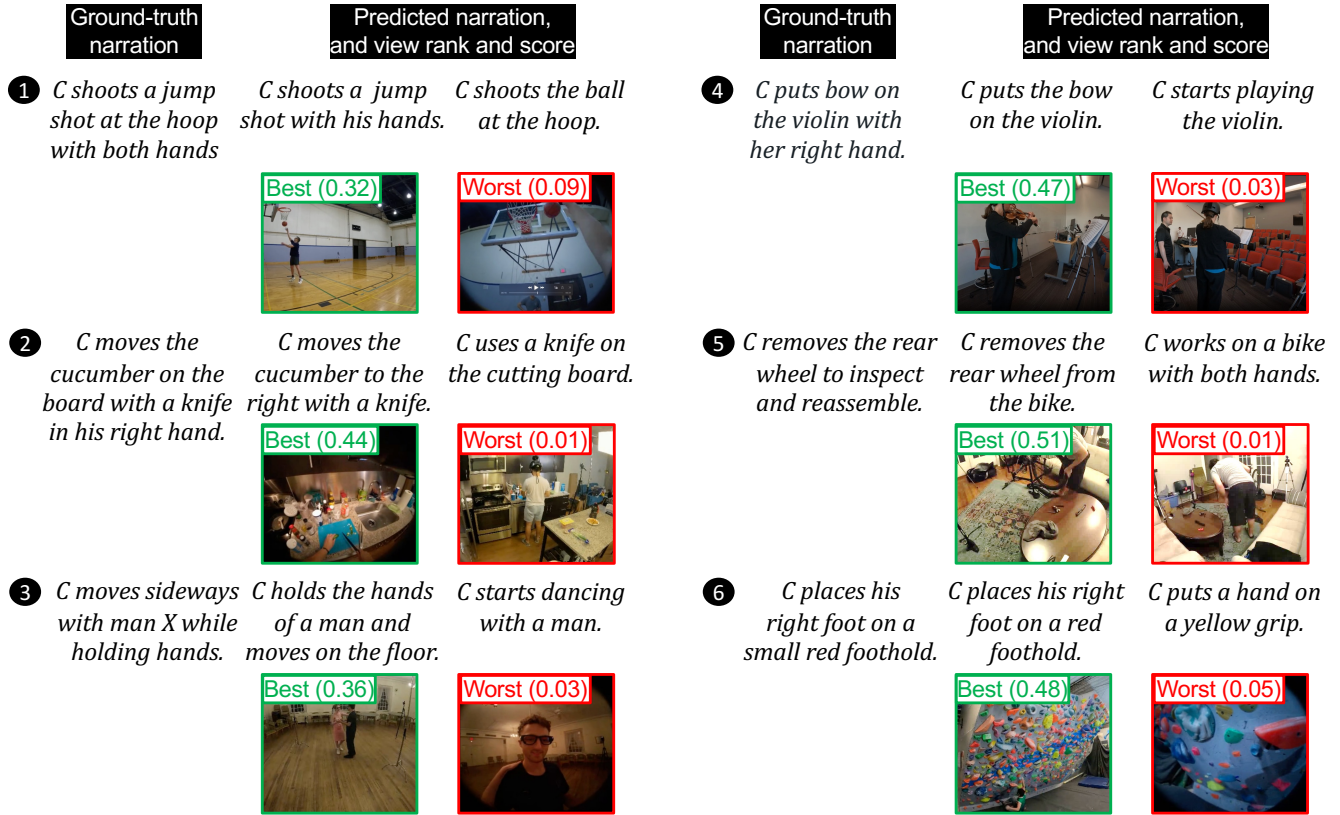 Ground-truth
narration
Predicted narration,
and view rank and score
1
C shoots a jump
shot at the hoop
with both hands
C shoots a jump
shot with his hands.
C shoots the ball
at the hoop.
Best (0.32)
Worst (0.09)
2
C moves the
cucumber on the
board with a knife
in his right hand.
C moves the
cucumber to the
right with a knife.
C uses a knife on
the cutting board.
Best (0.44)
Worst (0.01)
3
C moves sideways
with man X while
holding hands.
C holds the hands
of a man and
moves on the floor.
C starts dancing
with a man.
Best (0.36)
Worst (0.03)
Ground-truth
narration
Predicted narration,
and view rank and score
4
C puts bow on
the violin with
her right hand.
C puts the bow
on the violin.
C starts playing
the violin.
Best (0.47)
Worst (0.03)
5
C removes the rear
wheel to inspect
and reassemble.
C removes the
rear wheel from
the bike.
C works on a bike
with both hands.
Best (0.51)
Worst (0.01)
6
C places his
right foot on a
small red foothold.
C places his right
foot on a red
foothold.
C puts a hand on
a yellow grip.
Best (0.48)
Worst (0.05)